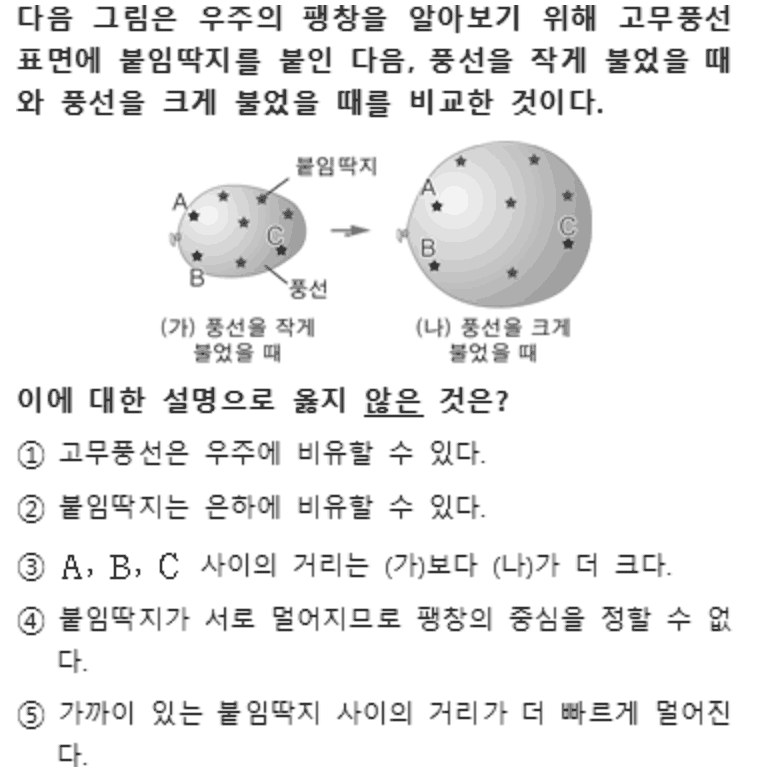 다음 그림은 우주의 팽창을 알아보기 위해 고무풍선
표면에 붙임딱지를 붙인 다음, 풍선을 작게 불었을 때
와 풍선을 크게 불었을 때를 비교한 것이다.
붙임딱지
A
B
C
풍선
A
B
C
(가) 풍선을 작게
불었을 때
(나) 풍선을 크게
불었을 때
이에 대한 설명으로 옳지 않은 것은?
① 고무풍선은 우주에 비유할 수 있다.
② 붙임딱지는 은하에 비유할 수 있다.
③ A, B, C 사이의 거리는 (가)보다 (나)가 더 크다.
④ 붙임딱지가 서로 멀어지므로 팽창의 중심을 정할 수 없
다.
⑤ 가까이 있는 붙임딱지 사이의 거리가 더 빠르게 멀어진
다.